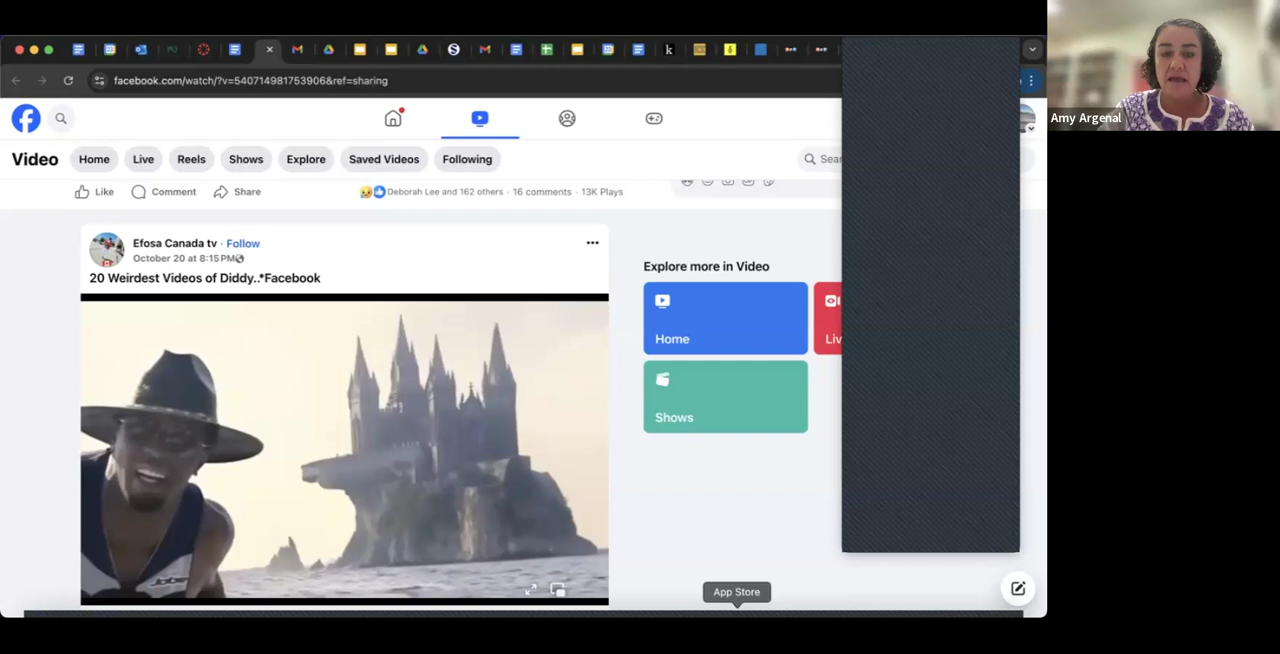 facebook.com/watch/?v=540714981753906&ref=sharing
Amy Argenal
Video
Home
Live
Reels
Shows
Explore
Saved Videos
Following
Sear
Like
Comment
Share
Deborah Lee and 162 others · 16 comments · 13K Plays
Efosa Canada tv · Follow
October 20 at 8:15 PM
20 Weirdest Videos of Diddy..*Facebook
Explore more in Video
Home
Liv
Shows
App Store